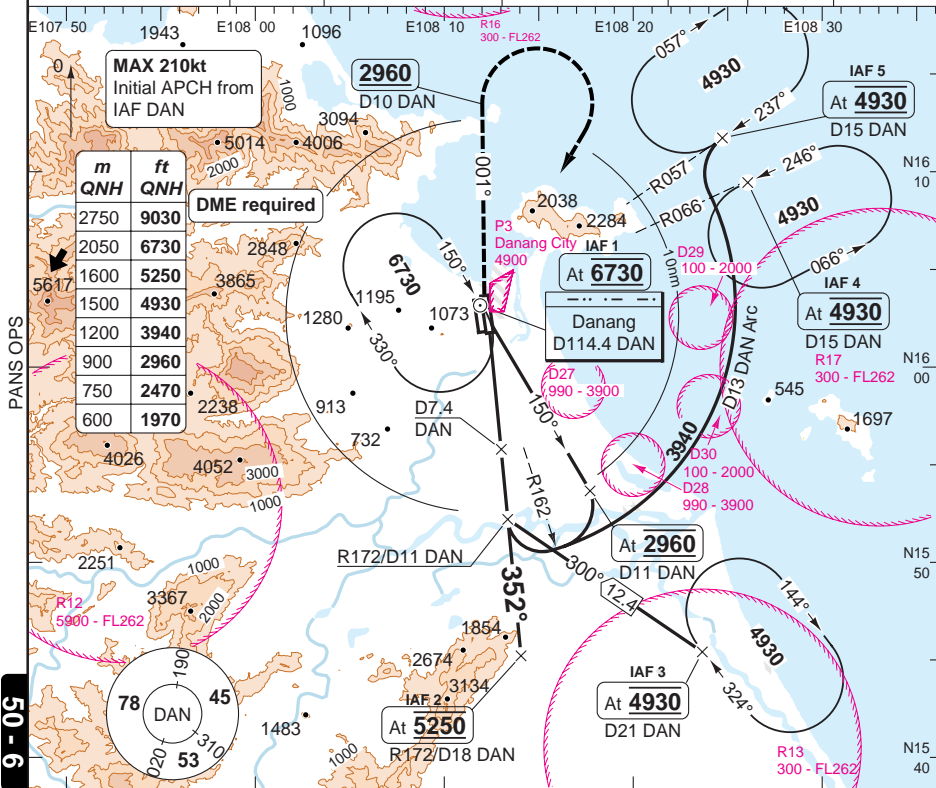 E107 50
1943
E108 00
1096
R16
300 - FL262
E108 10
E108 20
E108 30
0
MAX 210kt
Initial APCH from
IAF DAN
1000
2960
D10 DAN
057°
4930
237°
IAF 5
At 4930
D15 DAN
3094
5014
4006
2000
N16
10
m
QNH
ft
QNH
2750 9030
2050 6730
1600 5250
1500 4930
1200 3940
900 2960
750 2470
600 1970
DME required
001°
R057
R066
246°
4930
066°
2038
2284
P3
Danang City
4900
IAF 1
At 6730
Danang
D114.4 DAN
10nm
D29
100 - 2000
IAF 4
At 4930
D15 DAN
2848
5617
3865
6730
150°
330°
1195
1280
1073
PANS OPS
R17
300 - FL262
N16
00
D27
990 - 3900
D13 DAN Arc
545
1697
2238
913
D7.4
DAN
150°
732
3940
4026
4052
3000
1000
R162
D30
100 - 2000
D28
990 - 3900
At 2960
D11 DAN
R172/D11 DAN
N15
50
2251
1000
300°
12.4
352°
144°
4930
324°
R12
5900 - FL262
3367
2000
1854
2674
3134
IAF 3
At 4930
D21 DAN
IAF 2
At 5250
R172/D18 DAN
190
78
45
DAN
020
310
53
1483
1000
R13
300 - FL262
N15
40
50 - 6